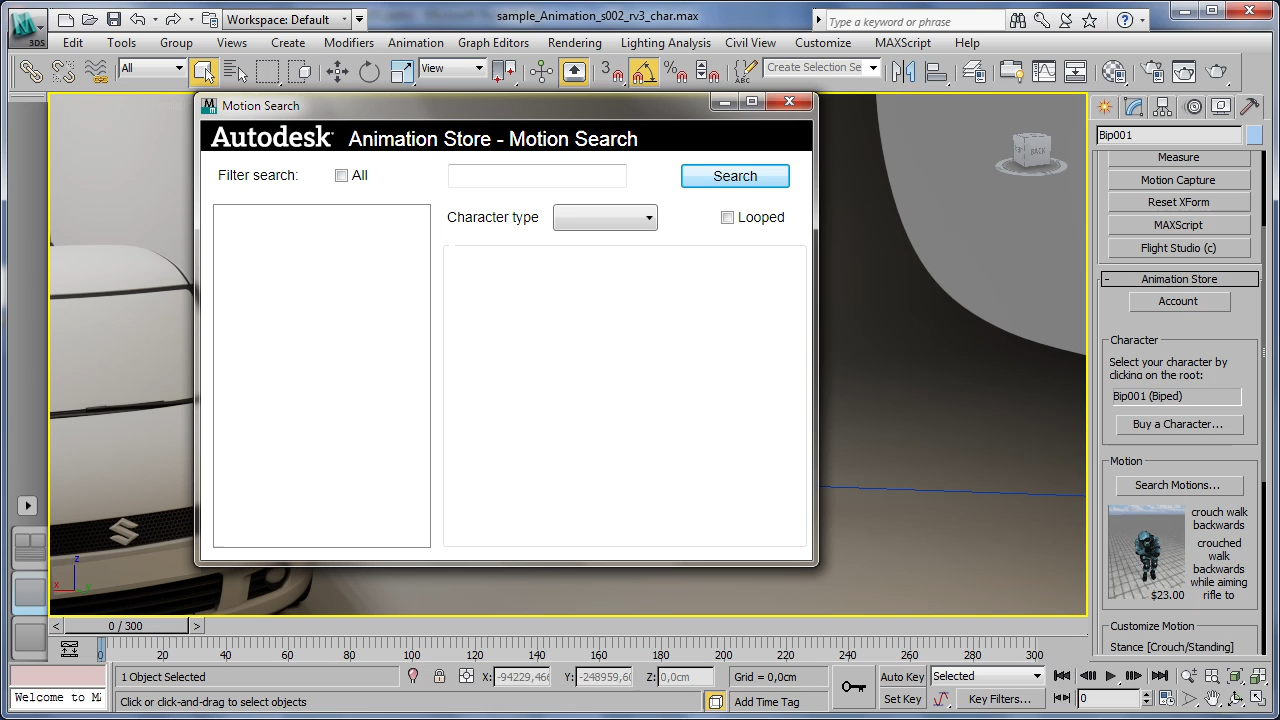 3DS
Workspace: Default
sample_Animation_s002_rv3_char.max
Type a keyword or phrase
Edit Tools Group Views Create Modifiers Animation Graph Editors Rendering Lighting Analysis Civil View Customize MAXScript Help
All
View
3
ABC
Create Selection Se
Motion Search
Autodesk Animation Store - Motion Search
Filter search: All Search
Character type Looped
BACK
Bip001
Measure
Motion Capture
Reset XForm
MAXScript
Flight Studio (c)
- Animation Store
Account
Character
Select your character by
clicking on the root:
Bip001 (Biped)
Buy a Character...
Motion
Search Motions...
crouch walk
backwards
crouched
walk
backwards
while aiming
rifle to
$23.00
Customize Motion
Stance [Crouch/Standing]
z
x
< 0 / 300 >
0 20 40 60 80 100 120 140 160 180 200 220 240 260 280 300
1 Object Selected X: -94229,466 Y: -248959,60 Z: 0,0cm Grid = 0,0cm Auto Key Selected
Welcome to MA Click or click-and-drag to select objects Add Time Tag Set Key Key Filters... 0